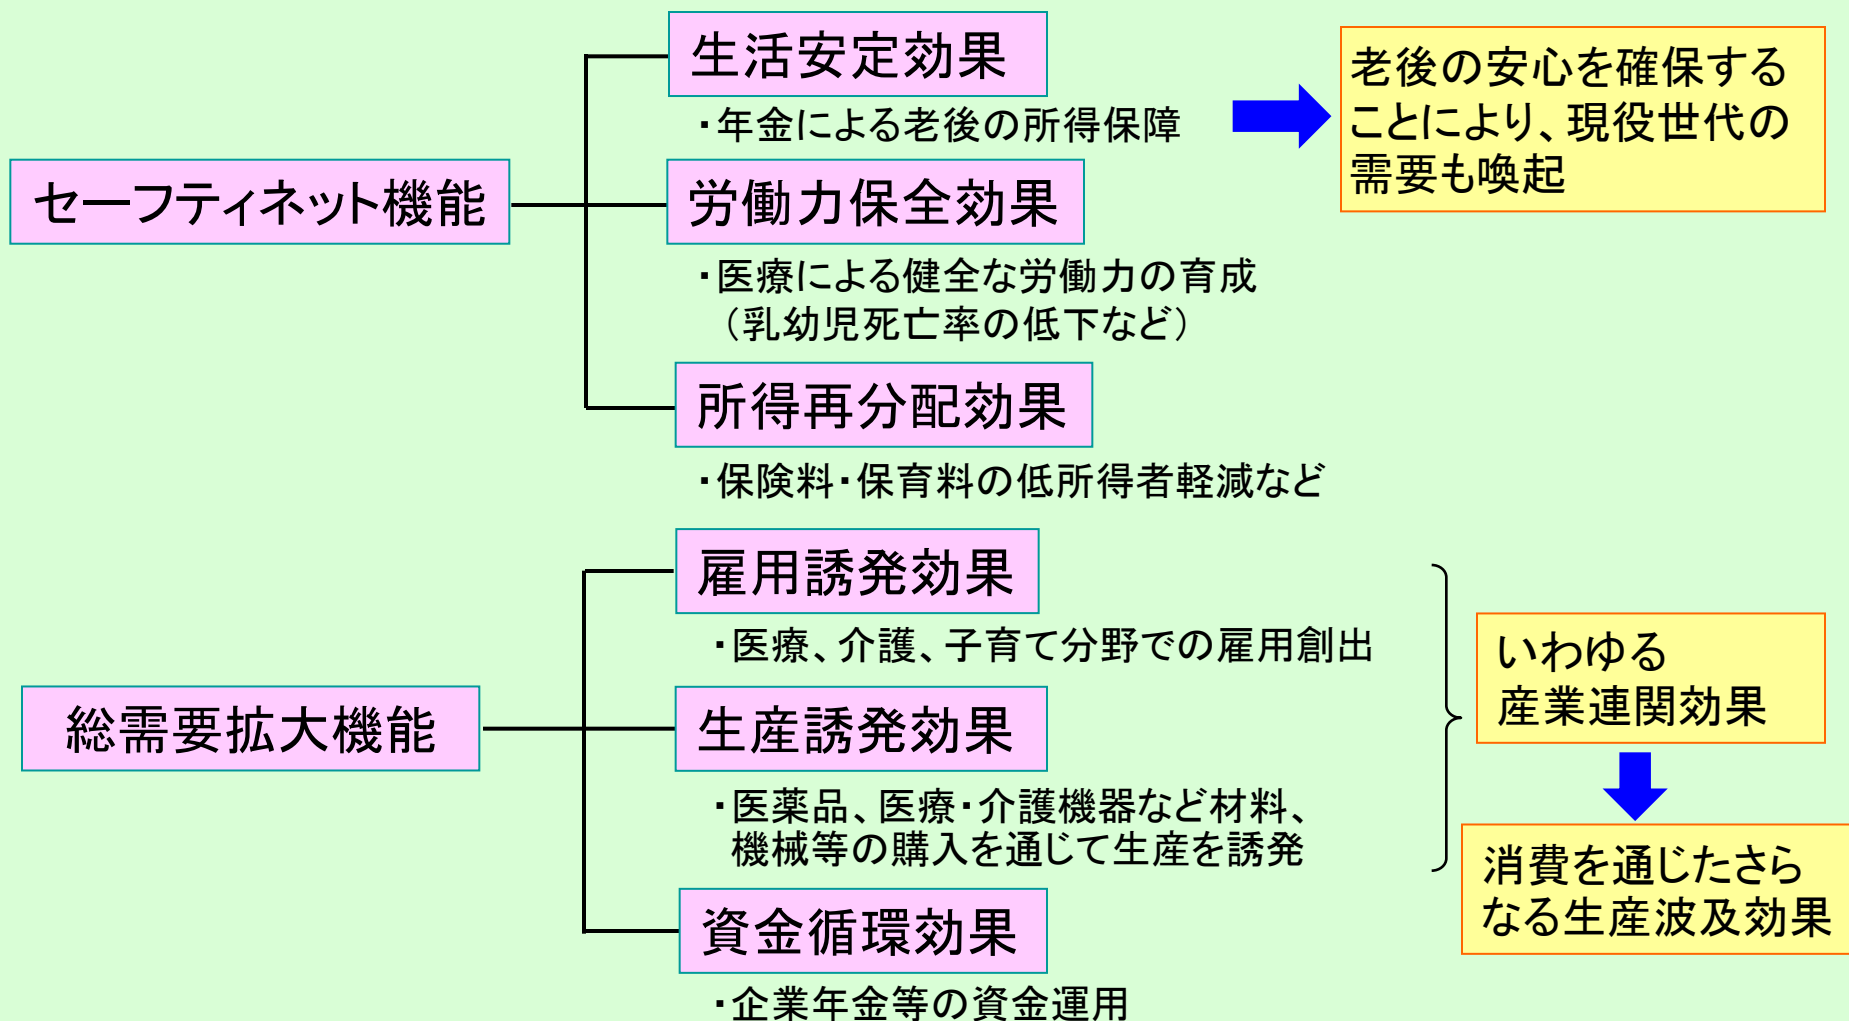 セーフティネット機能
生活安定効果
・年金による老後の所得保障
老後の安心を確保する
ことにより、現役世代の
需要も喚起
労働力保全効果
・医療による健全な労働力の育成
（乳幼児死亡率の低下など）
所得再分配効果
・保険料・保育料の低所得者軽減など
総需要拡大機能
雇用誘発効果
・医療、介護、子育て分野での雇用創出
生産誘発効果
・医薬品、医療・介護機器など材料、
機械等の購入を通じて生産を誘発
資金循環効果
・企業年金等の資金運用
いわゆる
産業連関効果
消費を通じたさら
なる生産波及効果